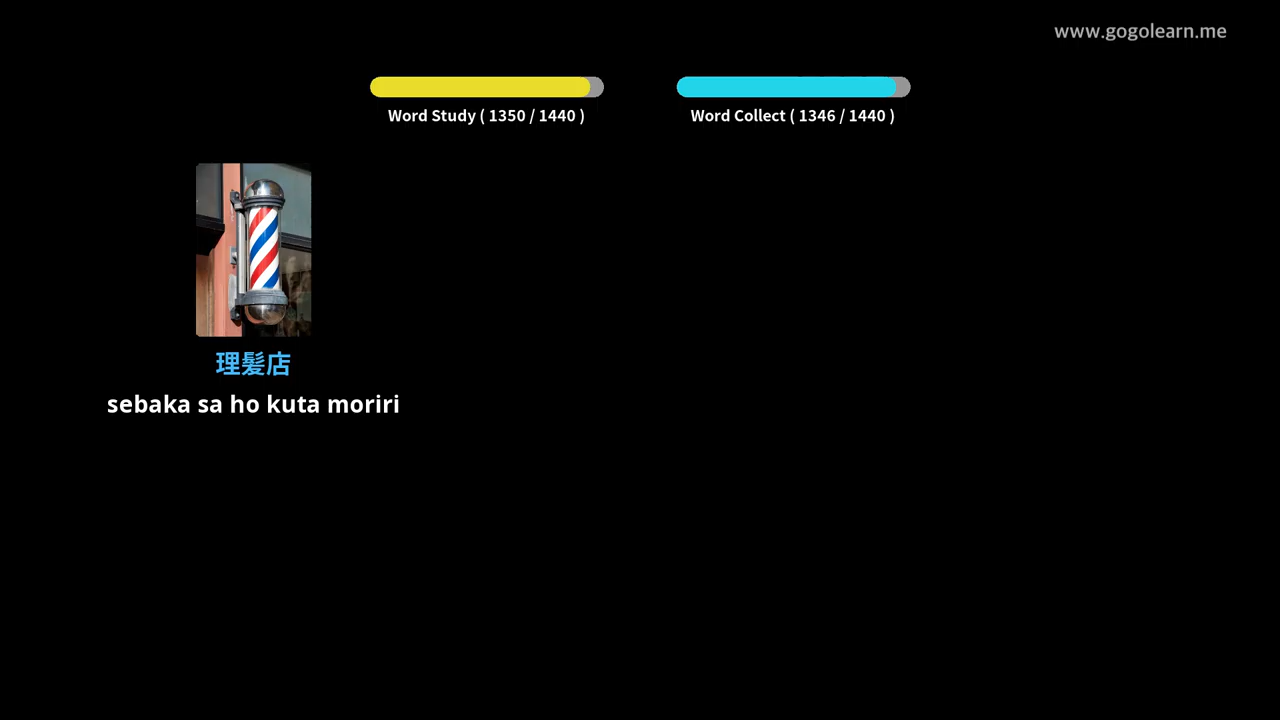 www.gogolearn.me
Word Study ( 1350 / 1440 )
Word Collect ( 1346 / 1440 )
理髪店
sebaka sa ho kuta moriri